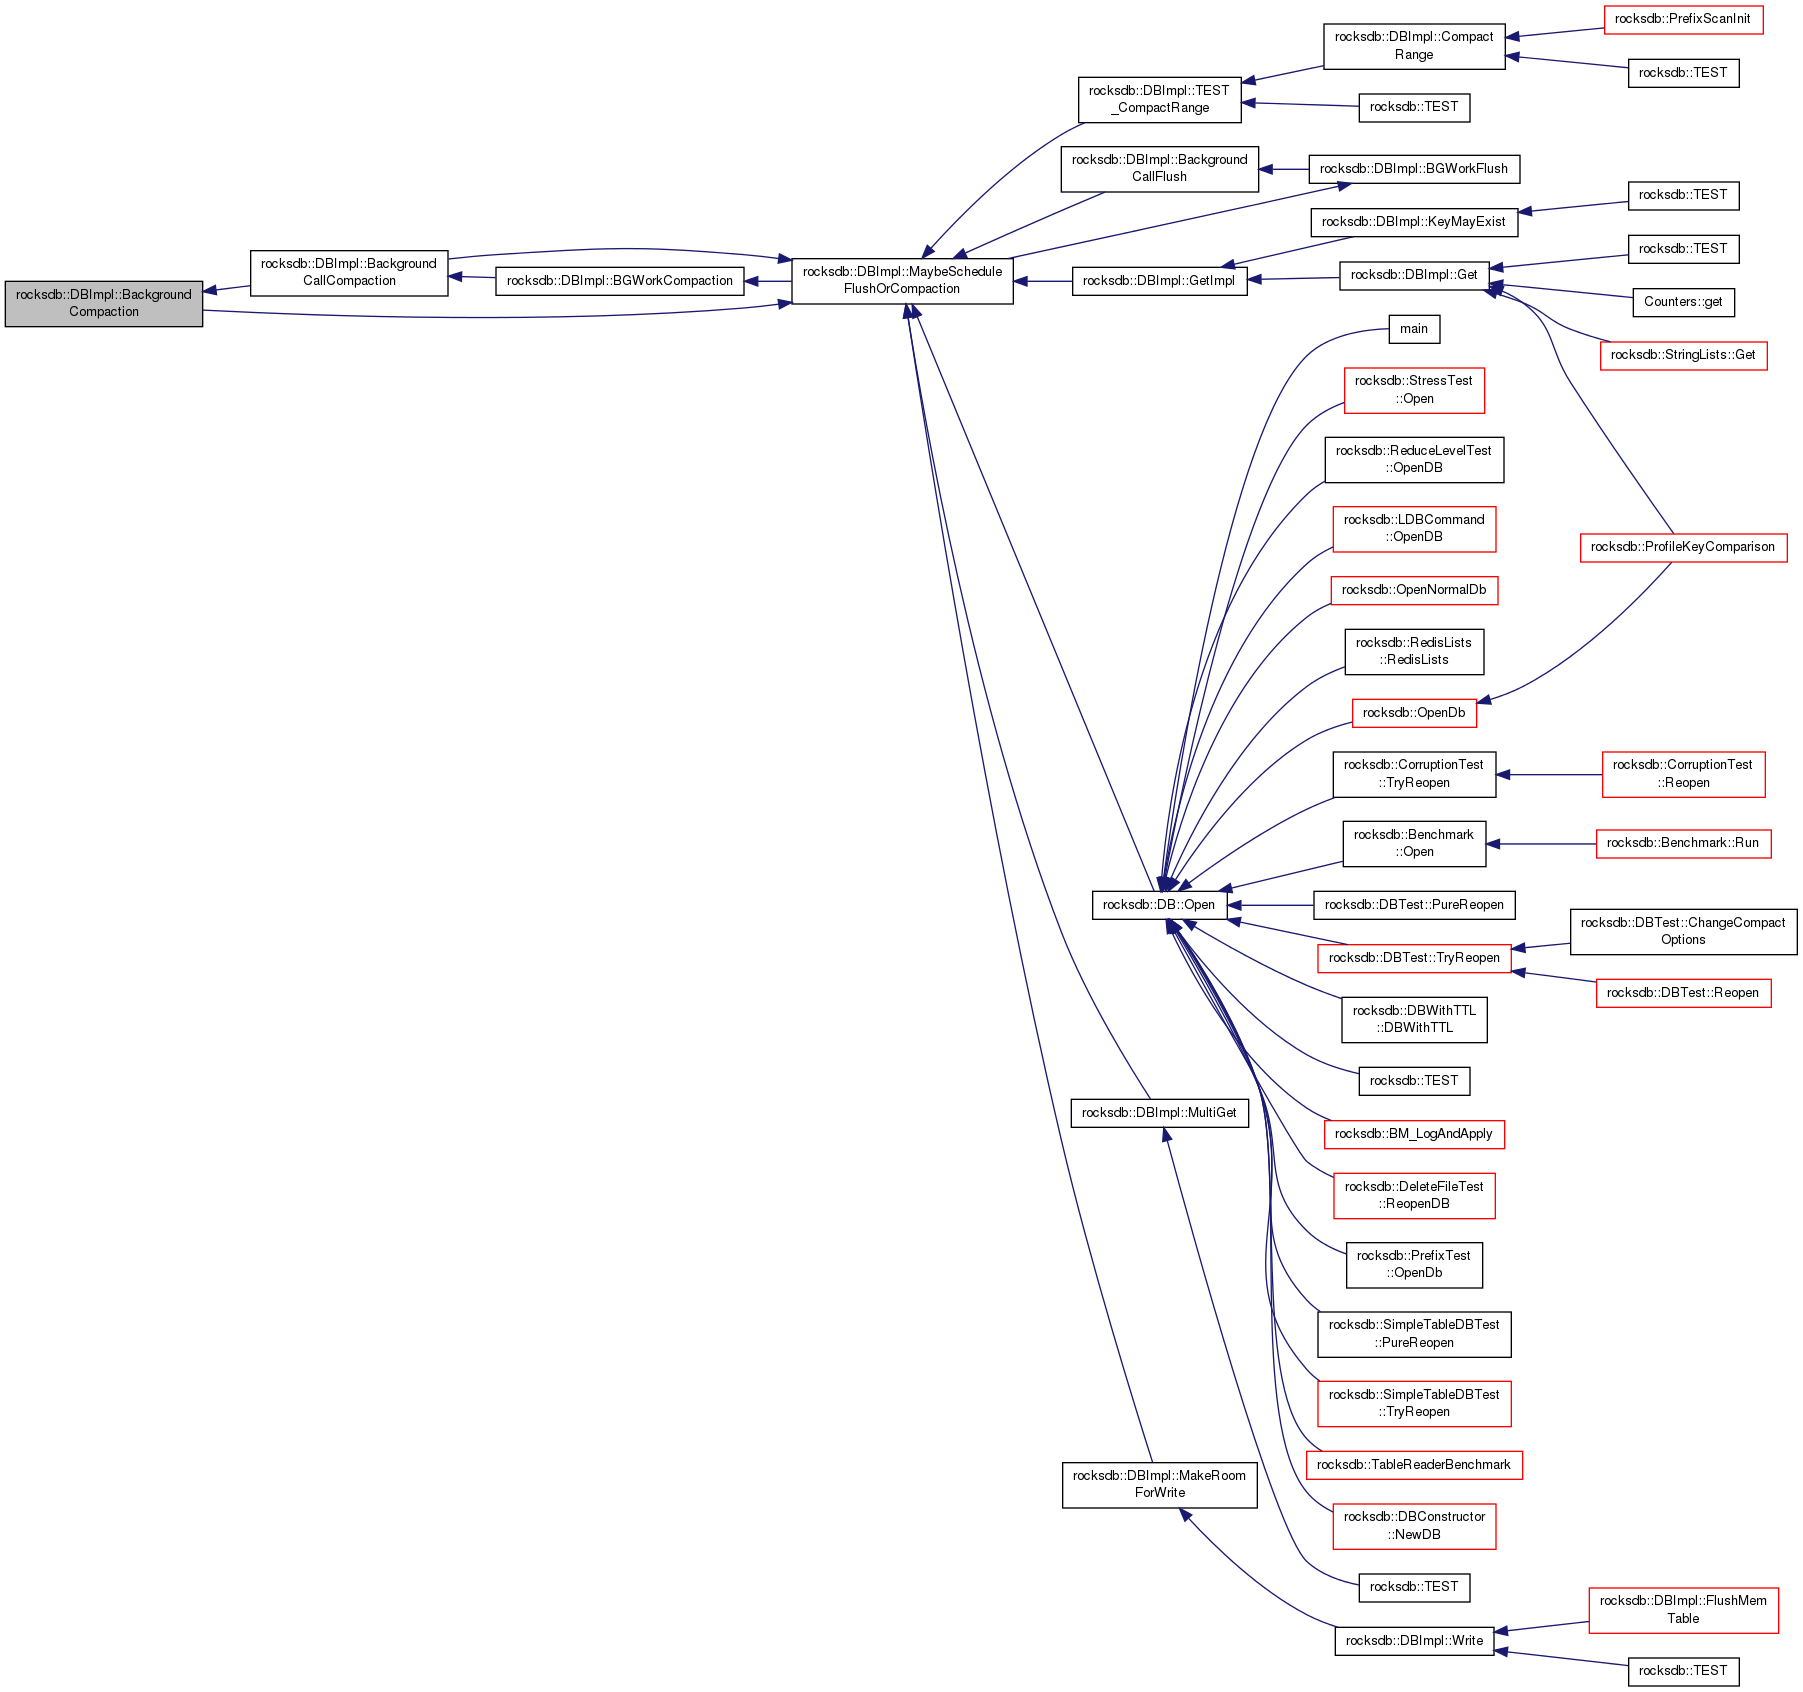 rocksdb::PrefixScanInit
rocksdb::DBImpl::Compact
Range
rocksdb::TEST
rocksdb::DBImpl::TEST
_CompactRange
rocksdb::TEST
rocksdb::DBImpl::Background
CallFlush
rocksdb::DBImpl::BGWorkFlush
rocksdb::TEST
rocksdb::DBImpl::KeyMayExist
rocksdb::TEST
rocksdb::DBImpl::Background
CallCompaction
rocksdb::DBImpl::BGWorkCompaction
rocksdb::DBImpl::MaybeSchedule
FlushOrCompaction
rocksdb::DBImpl::GetImpl
rocksdb::DBImpl::Get
rocksdb::DBImpl::Background
Compaction
Counters::get
main
rocksdb::StringLists::Get
rocksdb::StressTest
::Open
rocksdb::ReduceLevelTest
::OpenDB
rocksdb::LDBCommand
::OpenDB
rocksdb::ProfileKeyComparison
rocksdb::OpenNormalDb
rocksdb::RedisLists
::RedisLists
rocksdb::OpenDb
rocksdb::CorruptionTest
::TryReopen
rocksdb::CorruptionTest
::Reopen
rocksdb::Benchmark
::Open
rocksdb::Benchmark::Run
rocksdb::DB::Open
rocksdb::DBTest::PureReopen
rocksdb::DBTest::ChangeCompact
Options
rocksdb::DBTest::TryReopen
rocksdb::DBTest::Reopen
rocksdb::DBWithTTL
::DBWithTTL
rocksdb::TEST
rocksdb::DBImpl::MultiGet
rocksdb::BM_LogAndApply
rocksdb::DeleteFileTest
::ReopenDB
rocksdb::PrefixTest
::OpenDb
rocksdb::SimpleTableDBTest
::PureReopen
rocksdb::SimpleTableDBTest
::TryReopen
rocksdb::TableReaderBenchmark
rocksdb::DBImpl::MakeRoom
ForWrite
rocksdb::DBConstructor
::NewDB
rocksdb::TEST
rocksdb::DBImpl::FlushMem
Table
rocksdb::DBImpl::Write
rocksdb::TEST